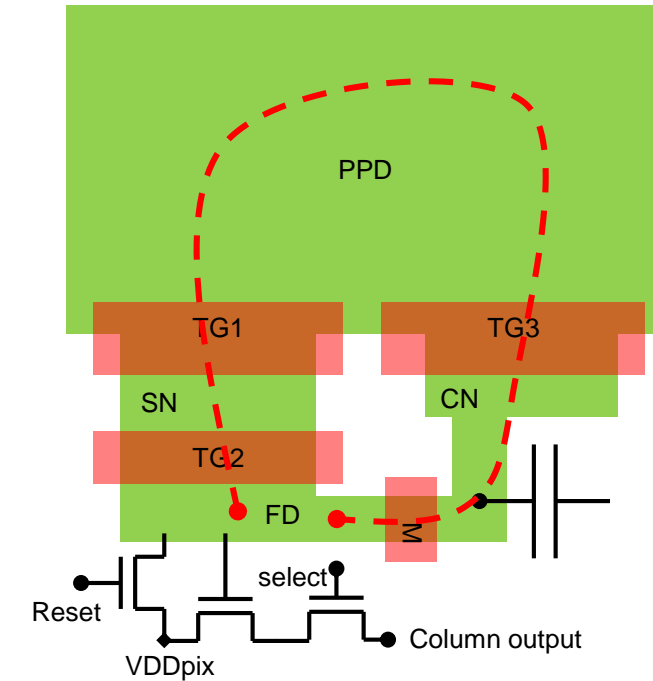 PPD
TG1
TG3
SN
CN
TG2
FD
M
select
Reset
Column output
VDDpix